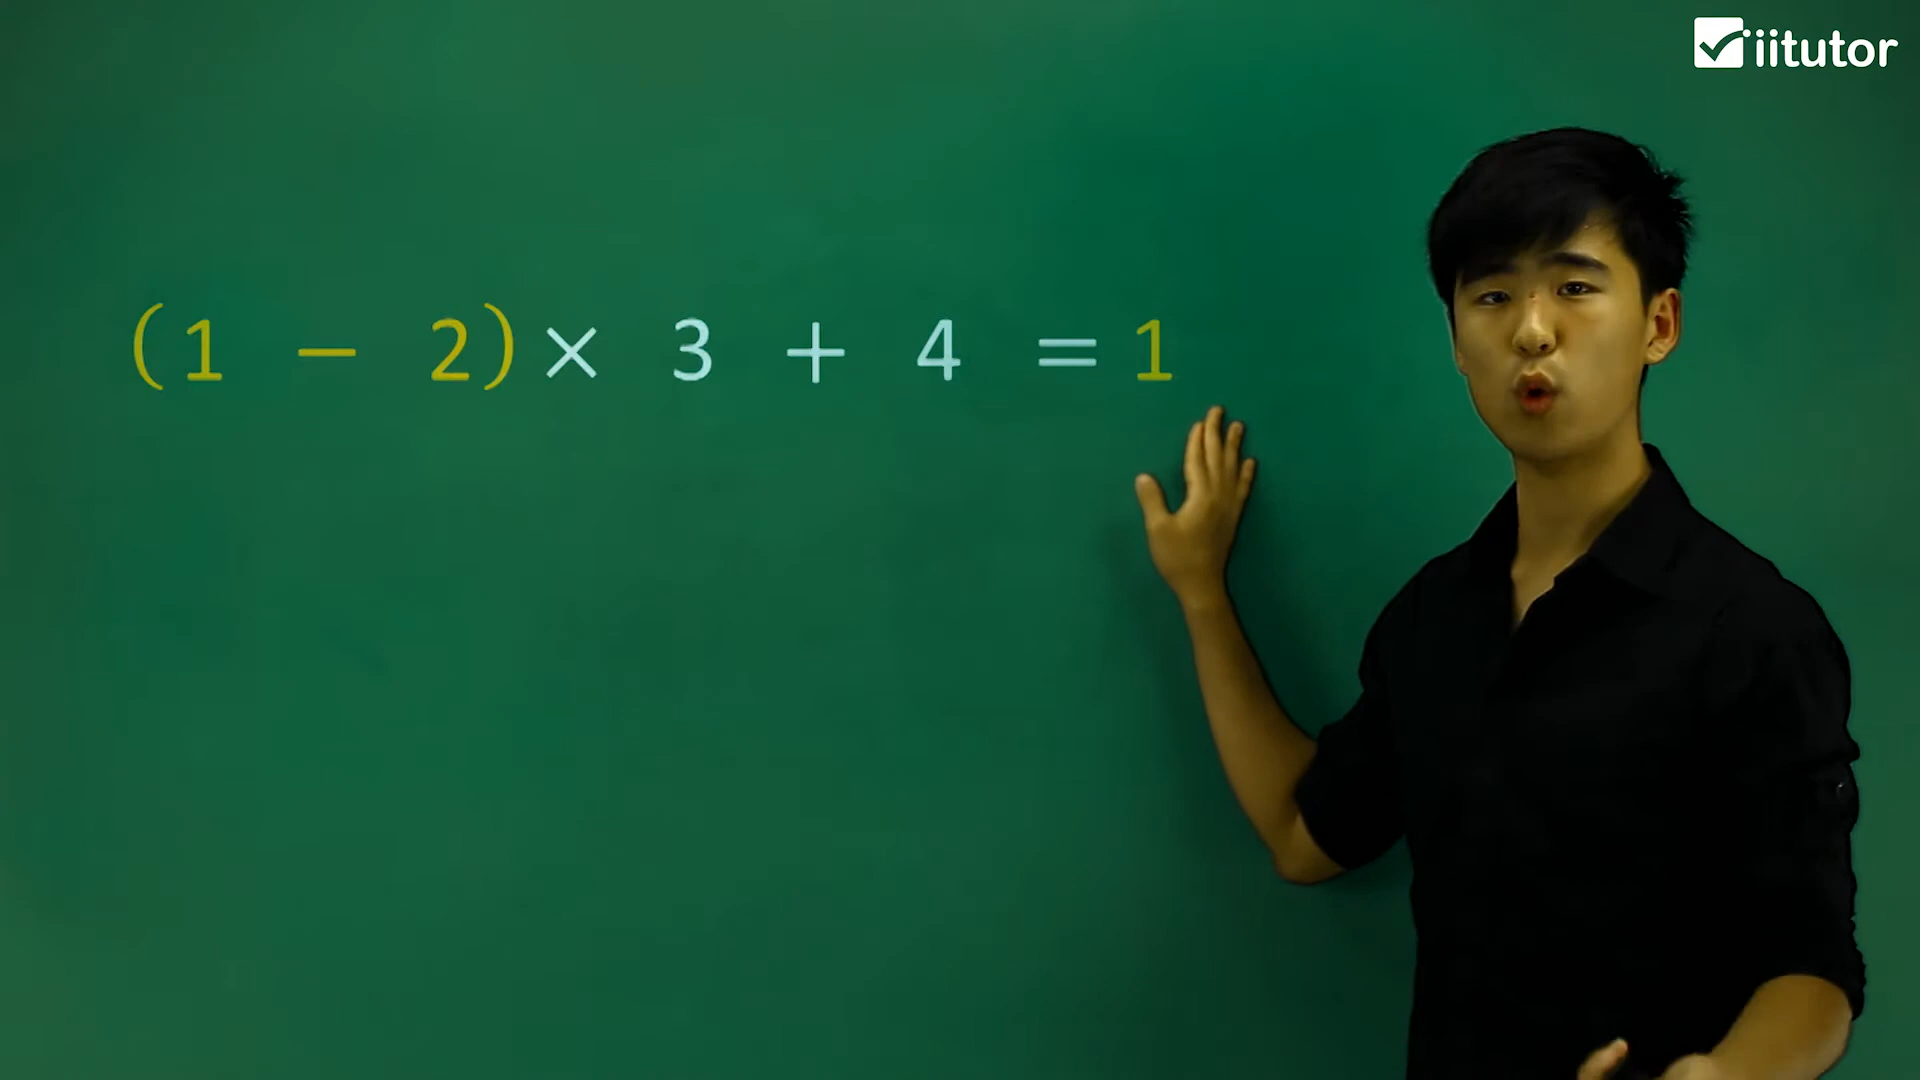 iitutor
(1 − 2) × 3 + 4 = 1